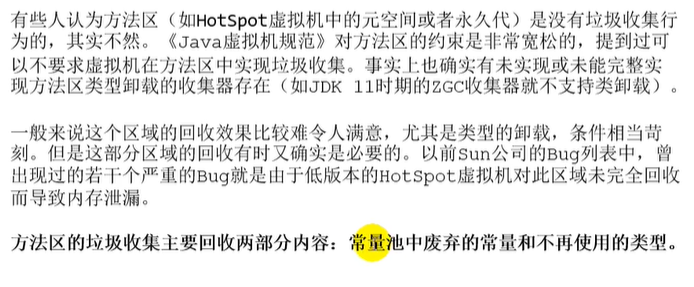 有些人认为方法区（如HotSpot虚拟机中的元空间或者永久代）是没有垃圾收集行
为的，其实不然。《Java虚拟机规范》对方法区的约束是非常宽松的，提到过可
以不要求虚拟机在方法区中实现垃圾收集。事实上也确实有未实现或未能完整实
现方法区类型卸载的收集器存在（如JDK 11时期的ZGC收集器就不支持类卸载）。
一般来说这个区域的回收效果比较难令人满意，尤其是类型的卸载，条件相当苛
刻。但是这部分区域的回收有时又确实是必要的。以前Sun公司的Bug列表中，曾
出现过的若干个严重的Bug就是由于低版本的HotSpot虚拟机对此区域未完全回收
而导致内存泄漏。
方法区的垃圾收集主要回收两部分内容：常量池中废弃的常量和不再使用的类型。